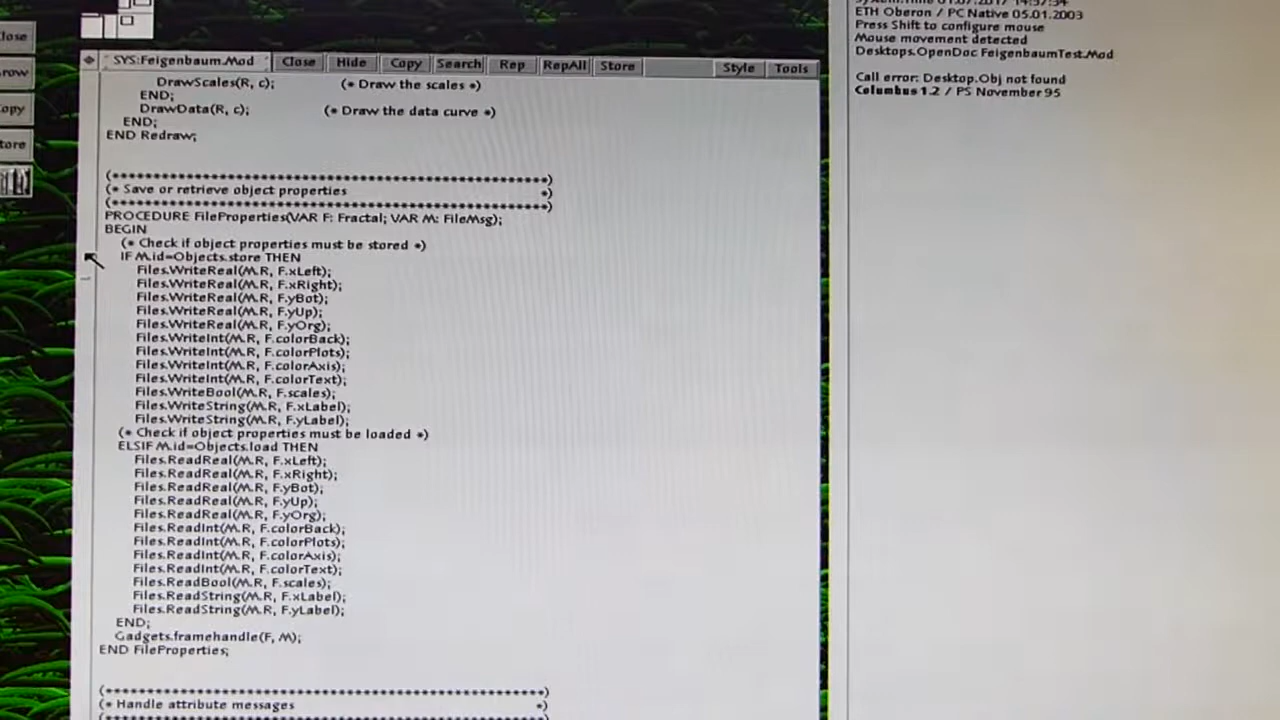 lose
row
opy
tore
SYS:Feigenbaum.Mod Close Hide Copy Search Rep RepAll Store Style Tools
DrawScales(R, c); (* Draw the scales *)
END;
DrawData(R, c); (* Draw the data curve *)
END;
END Redraw;
(* Save or retrieve object properties *)
PROCEDURE FileProperties(VAR F: Fractal; VAR M: FileMsg);
BEGIN
(* Check if object properties must be stored *)
IF M.id=Objects.store THEN
Files.WriteReal(M.R, F.xLeft);
Files.WriteReal(M.R, F.xRight);
Files.WriteReal(M.R, F.yBot);
Files.WriteReal(M.R, F.yUp);
Files.WriteReal(M.R, F.yOrg);
Files.WriteInt(M.R, F.colorBack);
Files.WriteInt(M.R, F.colorPlots);
Files.WriteInt(M.R, F.colorAxis);
Files.WriteInt(M.R, F.colorText);
Files.WriteBool(M.R, F.scales);
Files.WriteString(M.R, F.xLabel);
Files.WriteString(M.R, F.yLabel);
(* Check if object properties must be loaded *)
ELSIF M.id=Objects.load THEN
Files.ReadReal(M.R, F.xLeft);
Files.ReadReal(M.R, F.xRight);
Files.ReadReal(M.R, F.yBot);
Files.ReadReal(M.R, F.yUp);
Files.ReadReal(M.R, F.yOrg);
Files.ReadInt(M.R, F.colorBack);
Files.ReadInt(M.R, F.colorPlots);
Files.ReadInt(M.R, F.colorAxis);
Files.ReadInt(M.R, F.colorText);
Files.ReadBool(M.R, F.scales);
Files.ReadString(M.R, F.xLabel);
Files.ReadString(M.R, F.yLabel);
END;
Gadgets.framehandle(F, M);
END FileProperties;
(* Handle attribute messages *)
ETH Oberon / PC Native 05.01.2003
Press Shift to configure mouse
Mouse movement detected
Desktops.OpenDoc FeigenbaumTest.Mod
Call error: Desktop.Obj not found
Columbus 1.2 / PS November 95